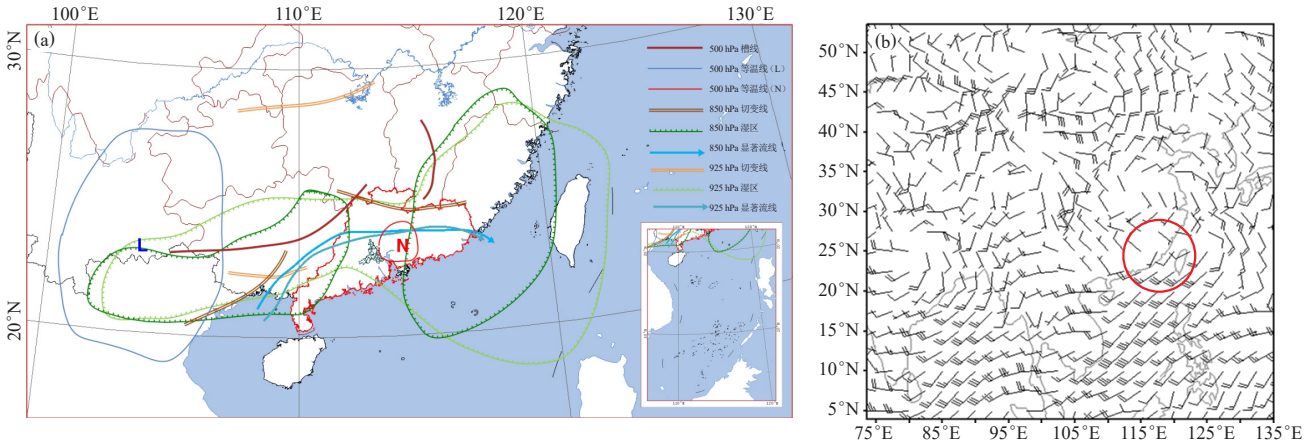 100°E 110°E 120°E 130°E
(a)
30°N
20°N
500 hPa 槽线
500 hPa 等温线(L)
500 hPa 等温线(N)
850 hPa 切变线
850 hPa 湿区
850 hPa 显著流线
925 hPa 切变线
925 hPa 湿区
925 hPa 显著流线
L
N
(b)
50°N
45°N
40°N
35°N
30°N
25°N
20°N
15°N
10°N
5°N
75°E 85°E 95°E 105°E 115°E 125°E 135°E